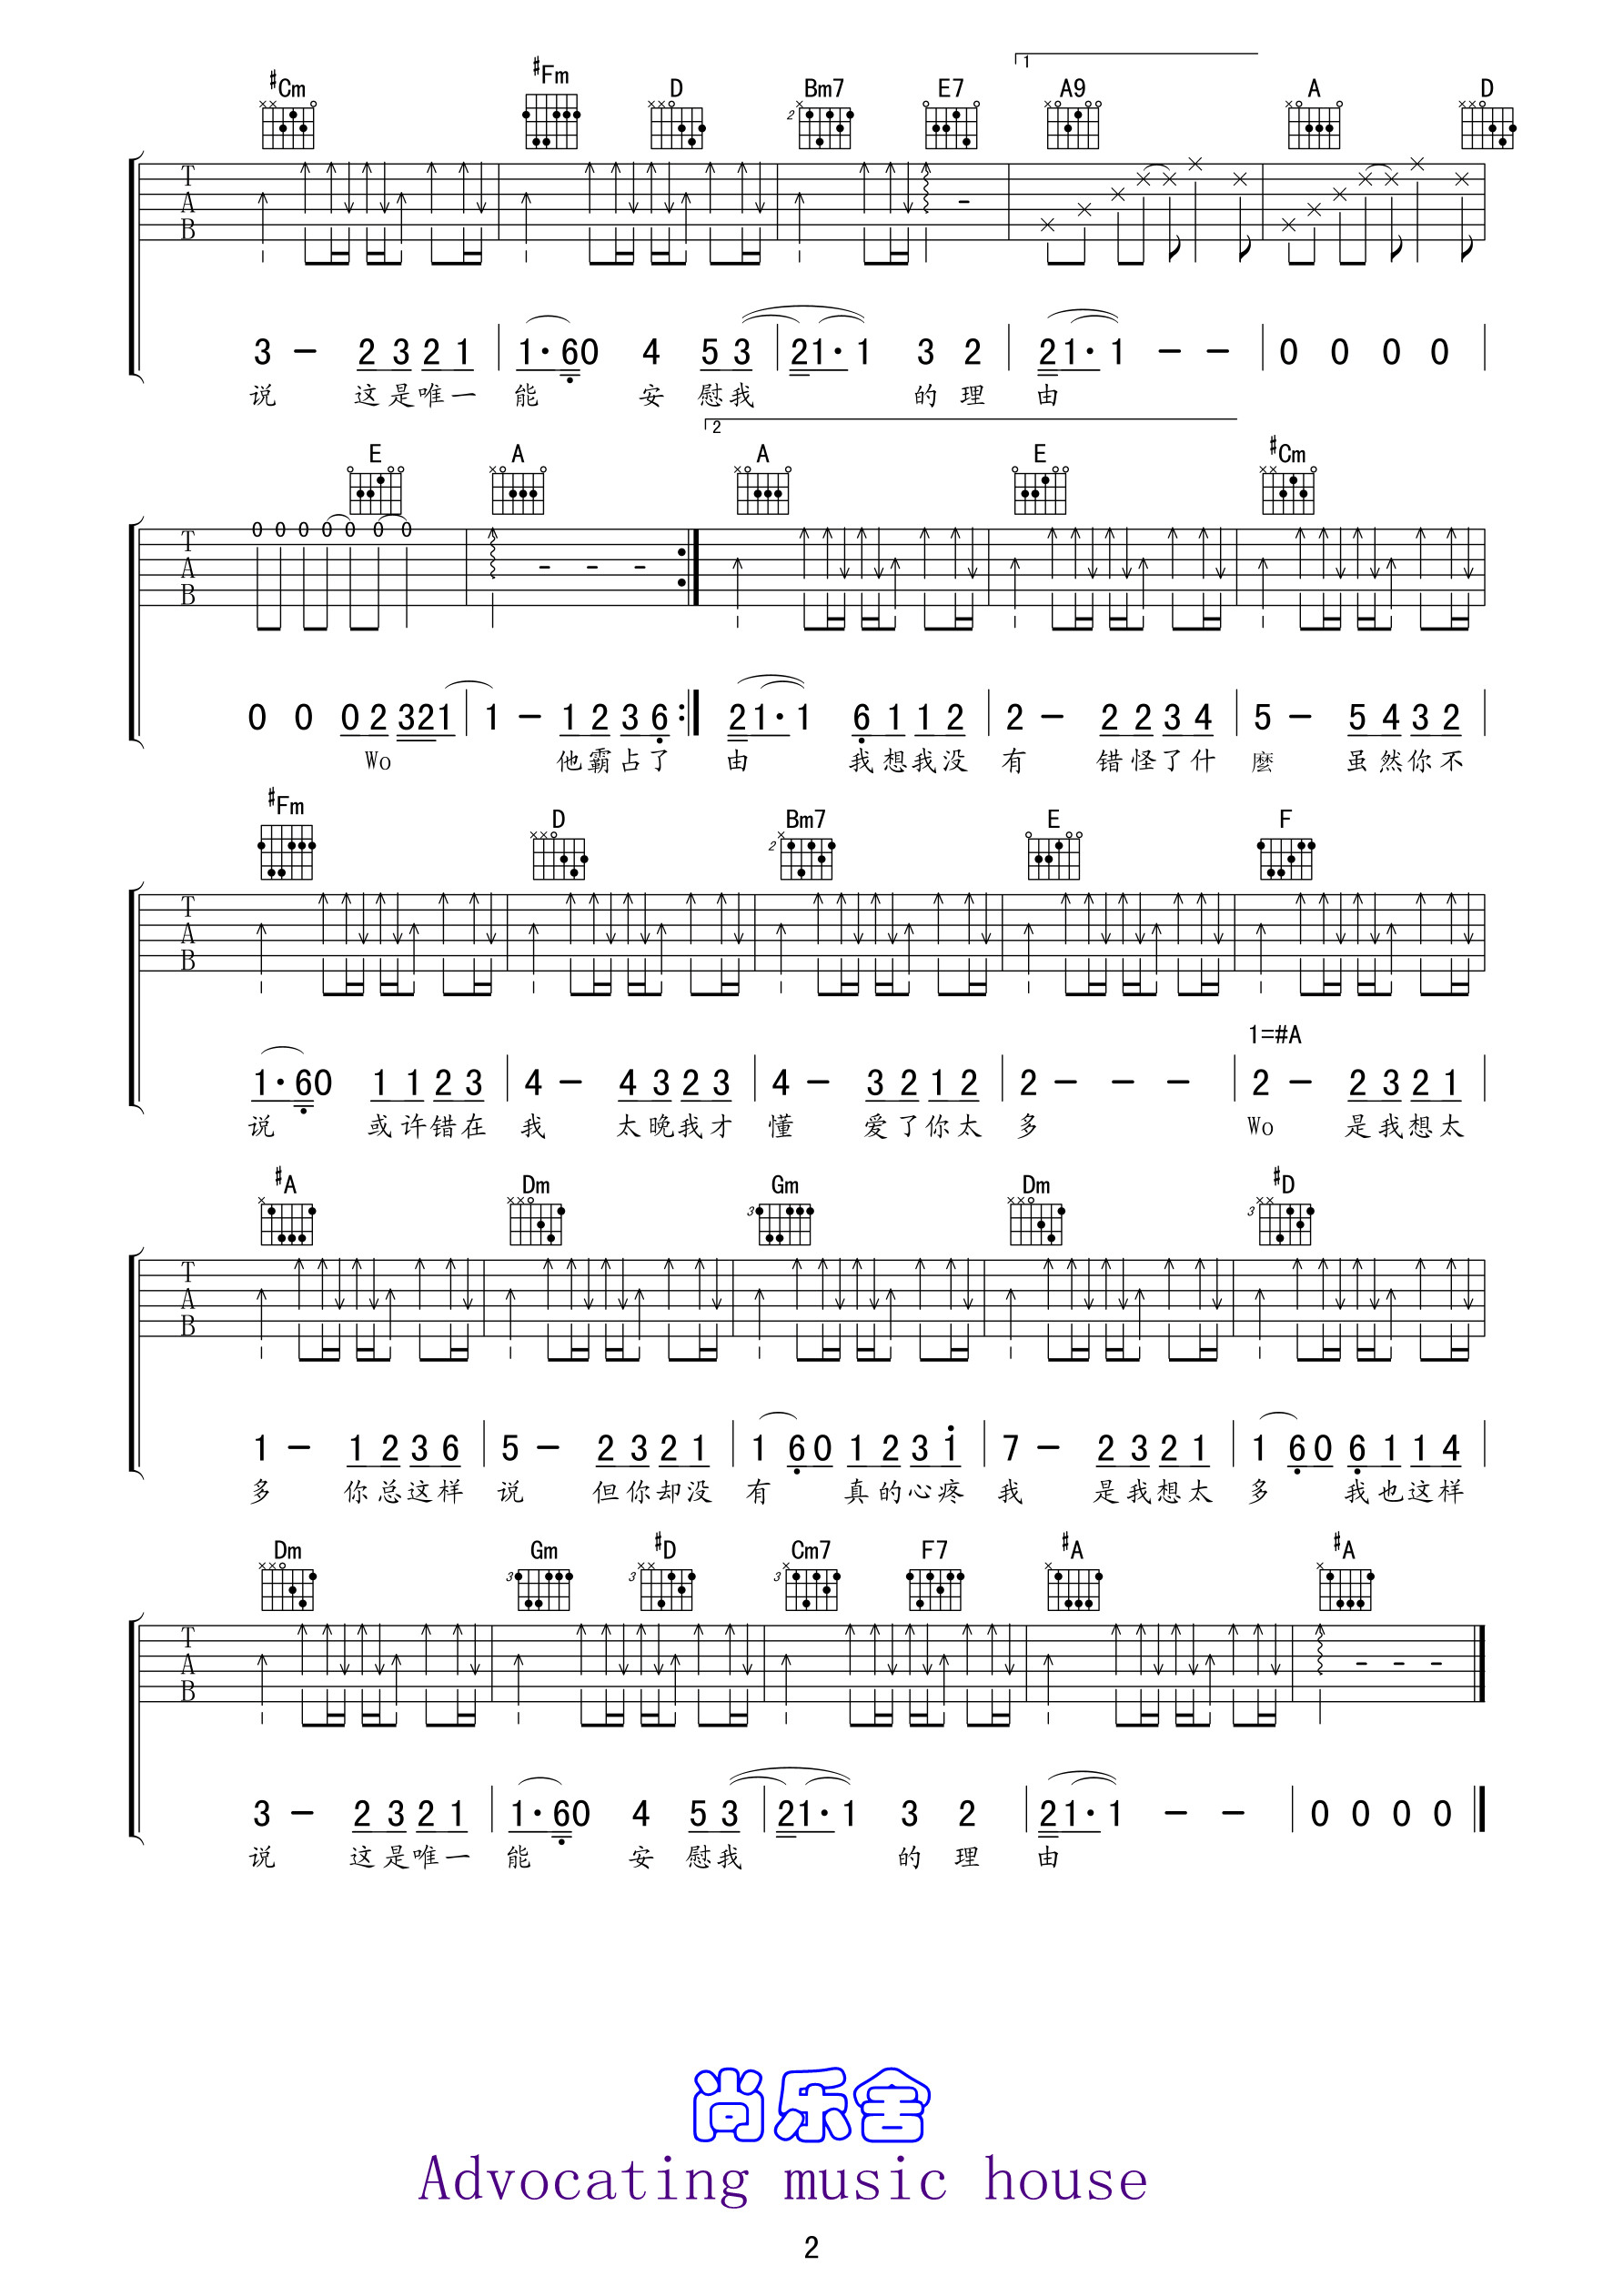 #Cm #Fm D Bm7 E7 A9 A D
2 1
T A B
3 - 2 3 2 1 | 1· 6 0 4 5 3 | 2 1· 1 3 2 | 2 1· 1 - - | 0 0 0 0 |
说 这是唯一 能 安 慰我 的 理 由
E A A E #Cm
2
T A B
0 0 0 0 0 0 0
0 0 0 2 3 2 1 | 1 - 1 2 3 6 :| 2 1· 1 6 1 1 2 | 2 - 2 2 3 4 | 5 - 5 4 3 2 |
Wo 他霸占了 由 我想我没 有 错怪了什 麽 虽然你不
#Fm D Bm7 E F
2
T A B
1=#A
1· 6 0 1 1 2 3 | 4 - 4 3 2 3 | 4 - 3 2 1 2 | 2 - - - | 2 - 2 3 2 1 |
说 或许错在 我 太晚我才 懂 爱了你太 多 Wo 是我想太
#A Dm Gm Dm #D
3 3
T A B
1 - 1 2 3 6 | 5 - 2 3 2 1 | 1 6 0 1 2 3 1 | 7 - 2 3 2 1 | 1 6 0 6 1 1 4 |
多 你总这样 说 但你却没 有 真的心疼 我 是我想太 多 我也这样
Dm Gm #D Cm7 F7 #A #A
3 3 3
T A B
3 - 2 3 2 1 | 1· 6 0 4 5 3 | 2 1· 1 3 2 | 2 1· 1 - - | 0 0 0 0
说 这是唯一 能 安 慰我 的 理 由
尚乐舍
Advocating music house
2